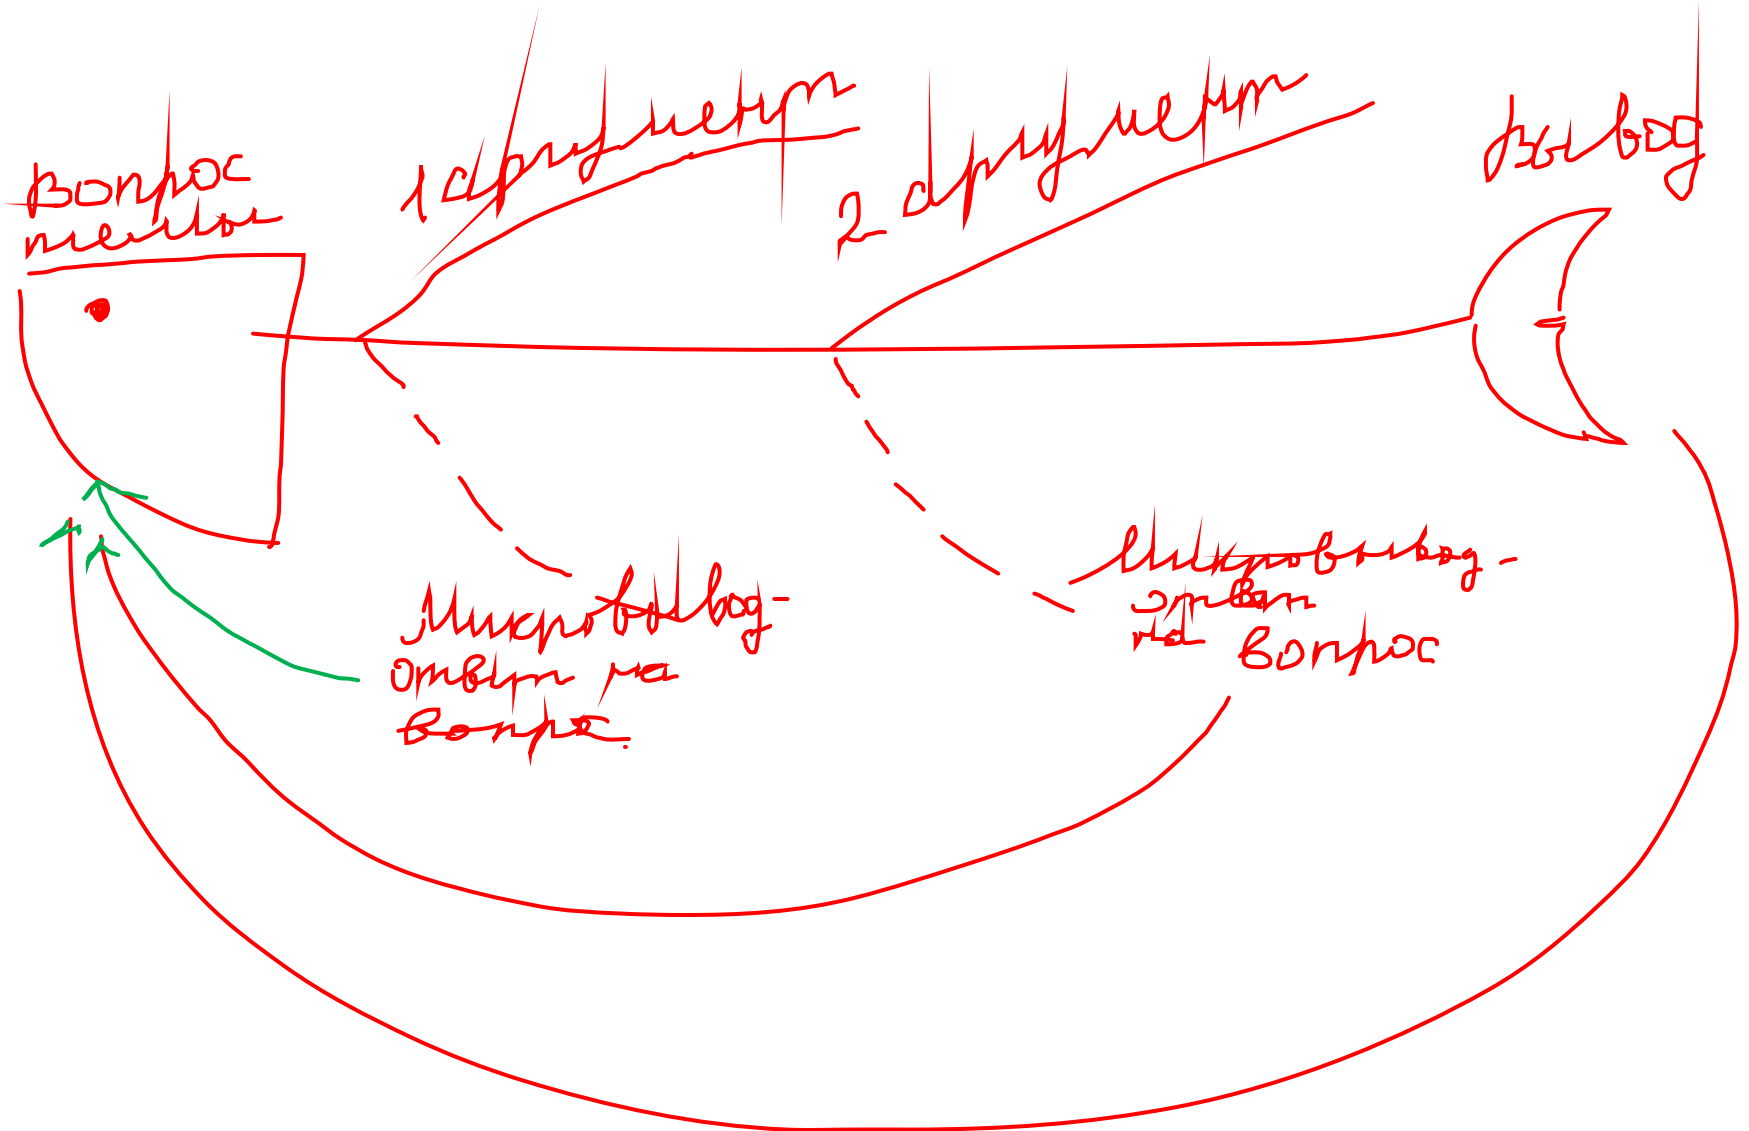 вопрос
темы
1 аргумент
2 аргумент
вывод
Микровывод-
ответ на
вопрос.
Микровывод-
ответ
на
вопрос